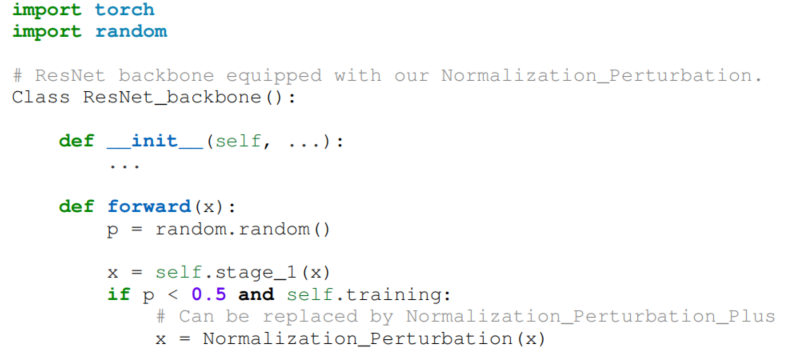 import torch
import random
# ResNet backbone equipped with our Normalization_Perturbation.
Class ResNet_backbone():
def __init__(self, ...):
...
def forward(x):
p = random.random()
x = self.stage_1(x)
if p < 0.5 and self.training:
# Can be replaced by Normalization_Perturbation_Plus
x = Normalization_Perturbation(x)